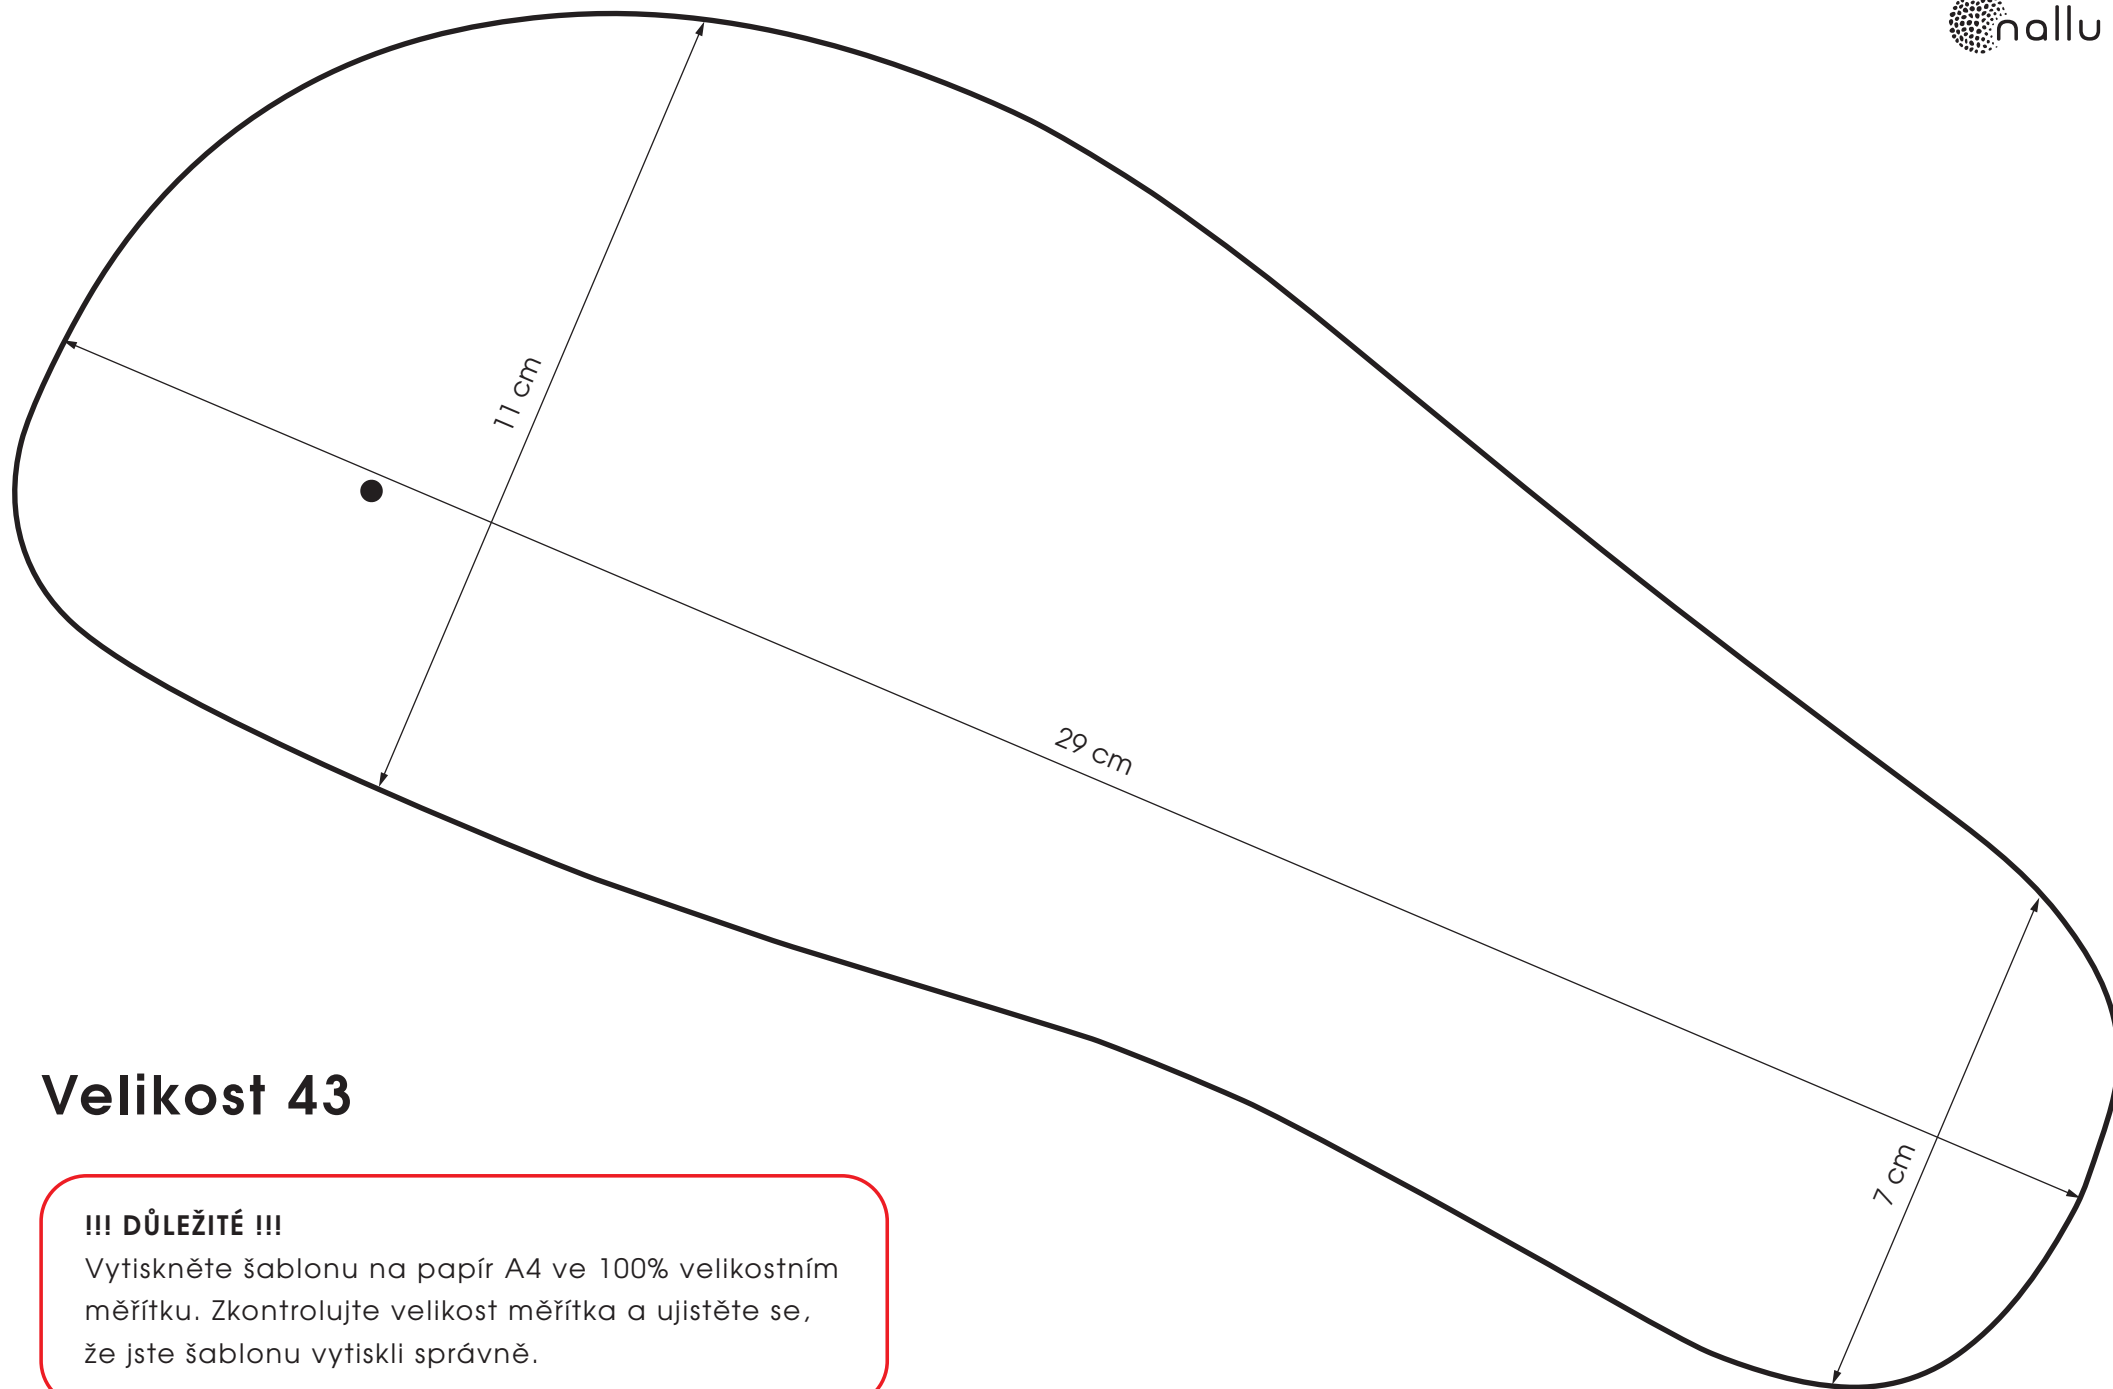 nallu
11 cm
29 cm
7 cm
Velikost 43
!!! DŮLEŽITÉ !!!
Vytiskněte šablonu na papír A4 ve 100% velikostním
měřítku. Zkontrolujte velikost měřítka a ujistěte se,
že jste šablonu vytiskli správně.